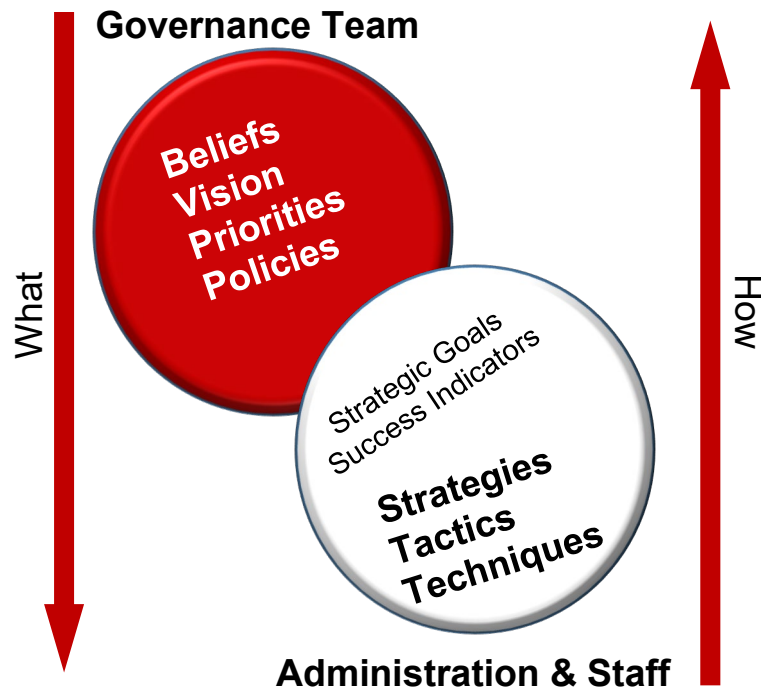 Governance Team
Beliefs
Vision
Priorities
Policies
What
How
Strategic Goals
Success Indicators
Strategies
Tactics
Techniques
Administration & Staff